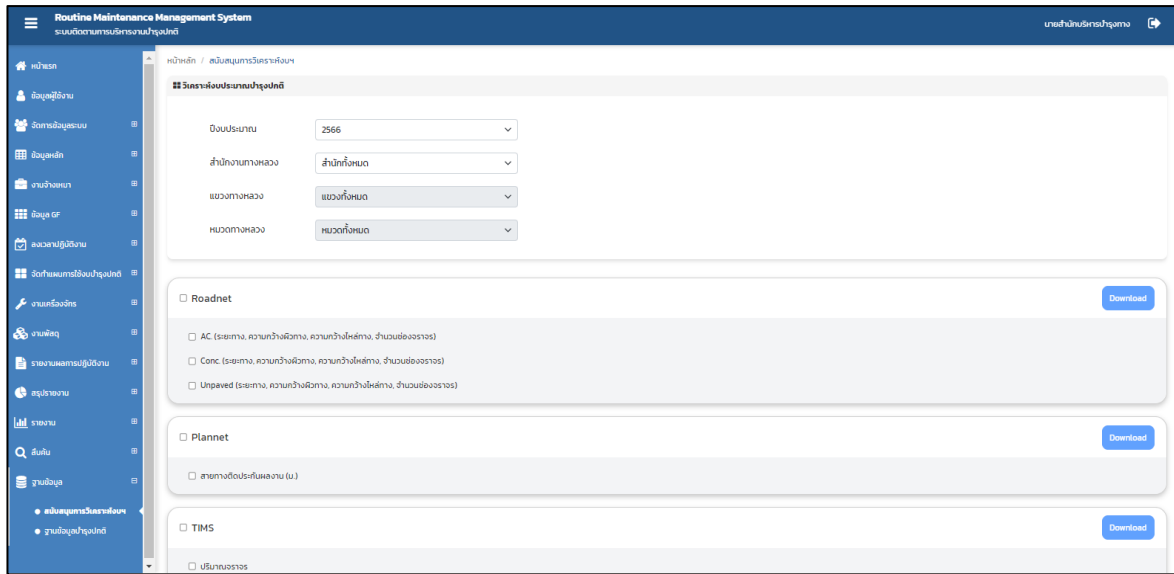 Routine Maintenance Management System
ระบบติดตามการบริหารงานบำรุงปกติ
นายสำนักบริหารบำรุงทาง
หน้าแรก
ข้อมูลผู้ใช้งาน
จัดการข้อมูลระบบ
ข้อมูลหลัก
งานจ้างเหมา
ข้อมูล GF
ลงเวลาปฏิบัติงาน
จัดทำแผนการใช้งบบำรุงปกติ
งานเครื่องจักร
งานพัสดุ
รายงานผลการปฏิบัติงาน
สรุปรายงาน
รายงาน
สืบค้น
ฐานข้อมูล
สนับสนุนการวิเคราะห์งบฯ
ฐานข้อมูลบำรุงปกติ
หน้าหลัก / สนับสนุนการวิเคราะห์งบฯ
วิเคราะห์งบประมาณบำรุงปกติ
ปีงบประมาณ 2566
สำนักงานทางหลวง สำนักทั้งหมด
แขวงทางหลวง แขวงทั้งหมด
หมวดทางหลวง หมวดทั้งหมด
Roadnet Download
AC. (ระยะทาง, ความกว้างผิวทาง, ความกว้างไหล่ทาง, จำนวนช่องจราจร)
Conc. (ระยะทาง, ความกว้างผิวทาง, ความกว้างไหล่ทาง, จำนวนช่องจราจร)
Unpaved (ระยะทาง, ความกว้างผิวทาง, ความกว้างไหล่ทาง, จำนวนช่องจราจร)
Plannet Download
สายทางติดประกันผลงาน (ม.)
TIMS Download
ปริมาณจราจร